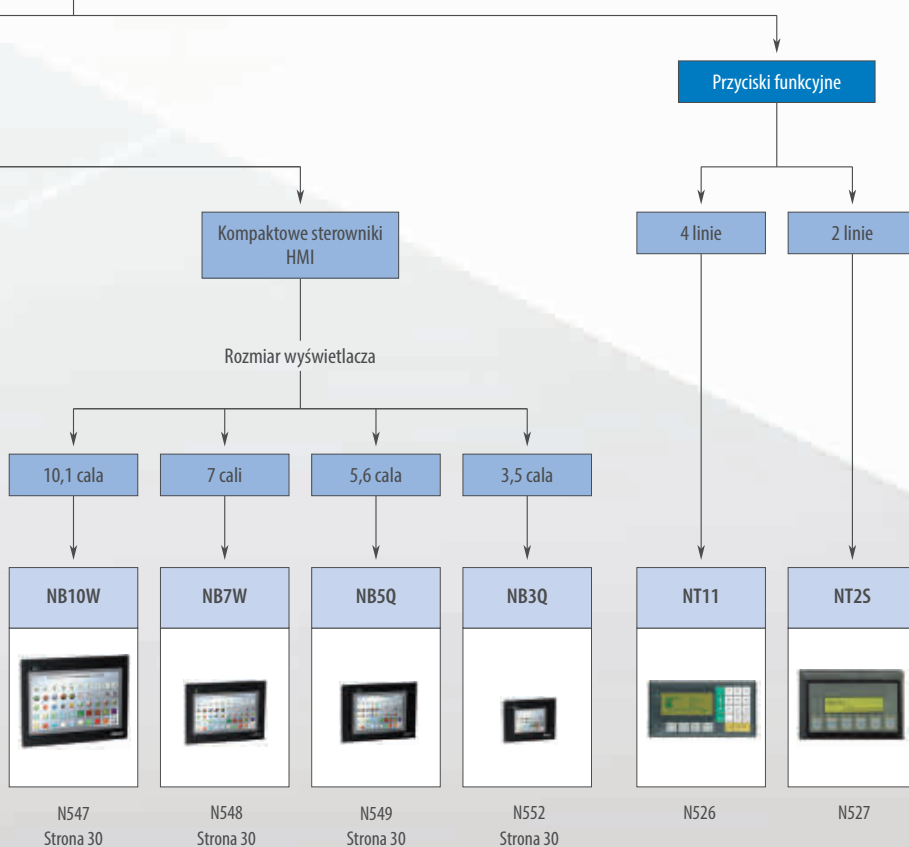 Przyciski funkcyjne
Kompaktowe sterowniki
HMI
4 linie
2 linie
Rozmiar wyświetlacza
10,1 cala
7 cali
5,6 cala
3,5 cala
NB10W
NB7W
NB5Q
NB3Q
NT11
NT2S
N547
Strona 30
N548
Strona 30
N549
Strona 30
N552
Strona 30
N526
N527